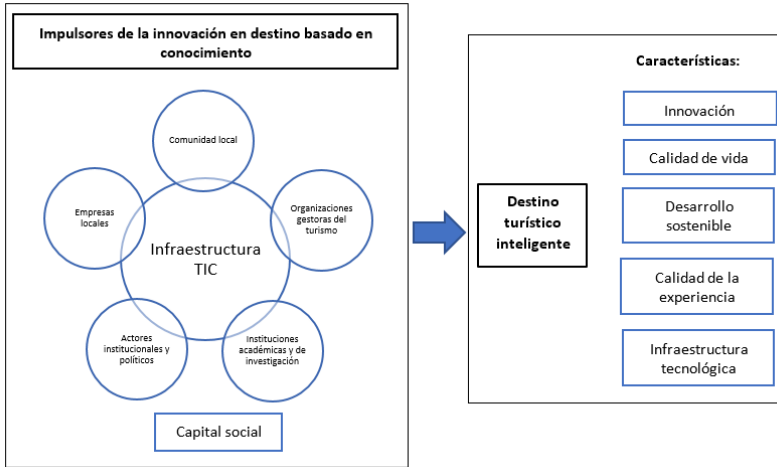 Impulsores de la innovación en destino basado en
conocimiento
Comunidad local
Empresas
locales
Organizaciones
gestoras del
turismo
Infraestructura
TIC
Actores
institucionales y
políticos
Instituciones
académicas y de
investigación
Capital social
Características:
Innovación
Calidad de vida
Destino
turístico
inteligente
Desarrollo
sostenible
Calidad de la
experiencia
Infraestructura
tecnológica